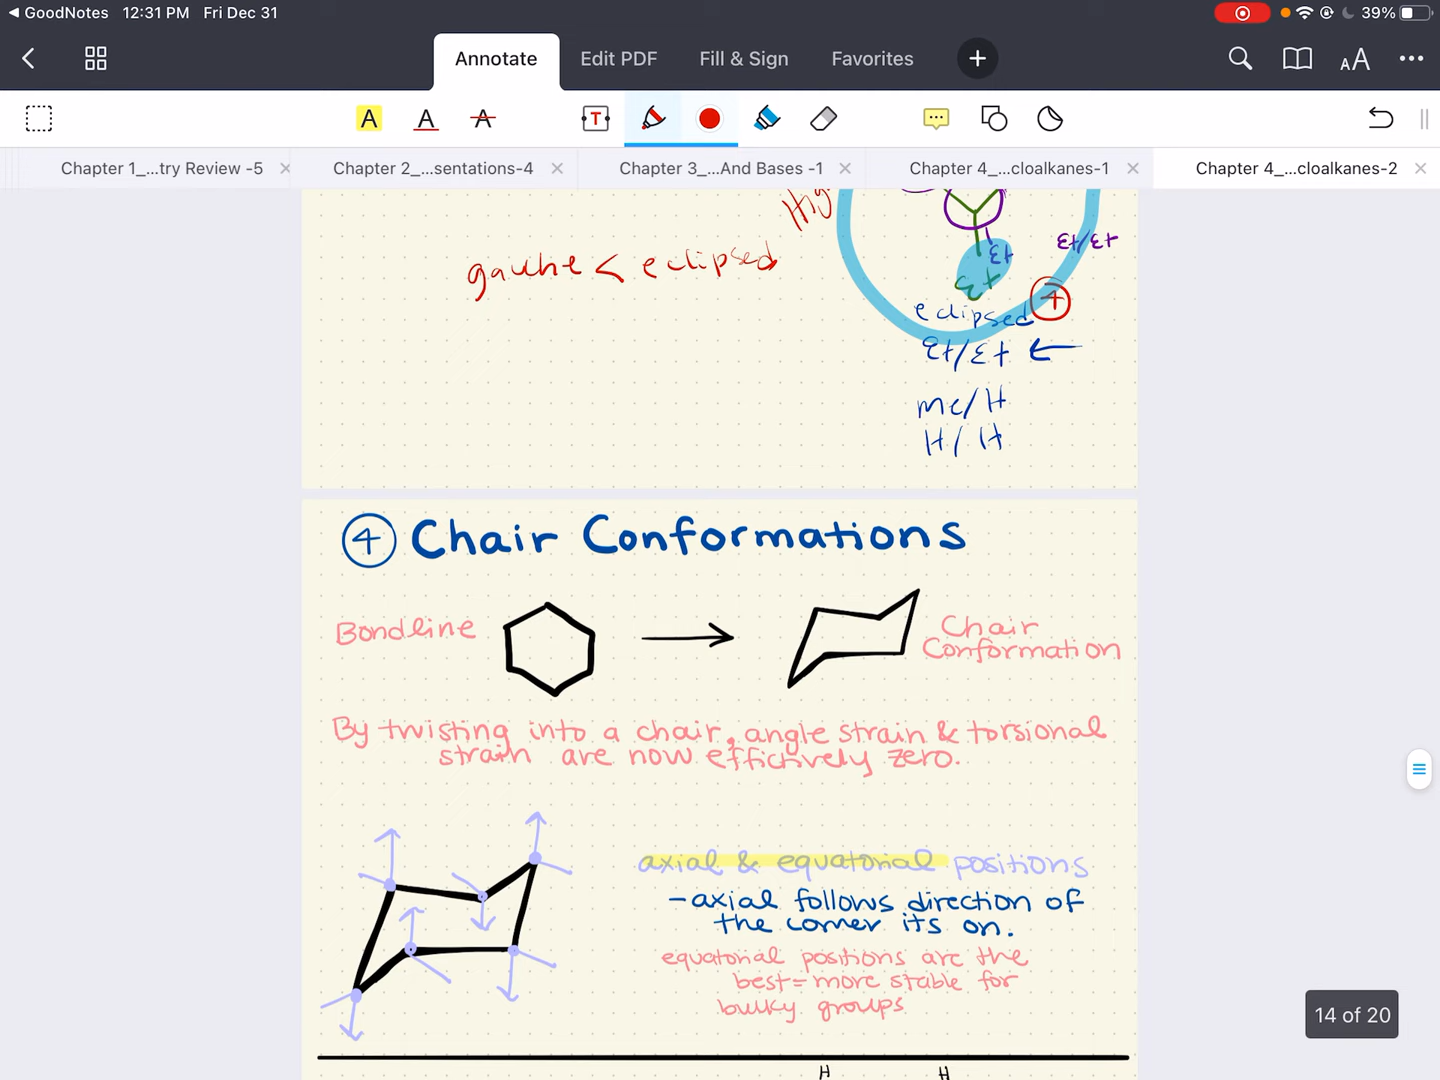 GoodNotes 12:31 PM Fri Dec 31 39%
Annotate Edit PDF Fill & Sign Favorites
A A A T
AA
Chapter 1_...try Review -5 Chapter 2_...sentations-4 Chapter 3_...And Bases -1 Chapter 4_...cloalkanes-1 Chapter 4_...cloalkanes-2
gauche < eclipsed
Et
Et
Et/Et
eclipsed
4
Et/Et
me/H
H/H
4 Chair Conformations
Bondline
Chair
Conformation
By twisting into a chair, angle strain & torsional
strain are now effictively zero.
axial & equatorial positions
-axial follows direction of
the corner its on.
equatorial positions are the
best=more stable for
bulky groups
14 of 20
H H